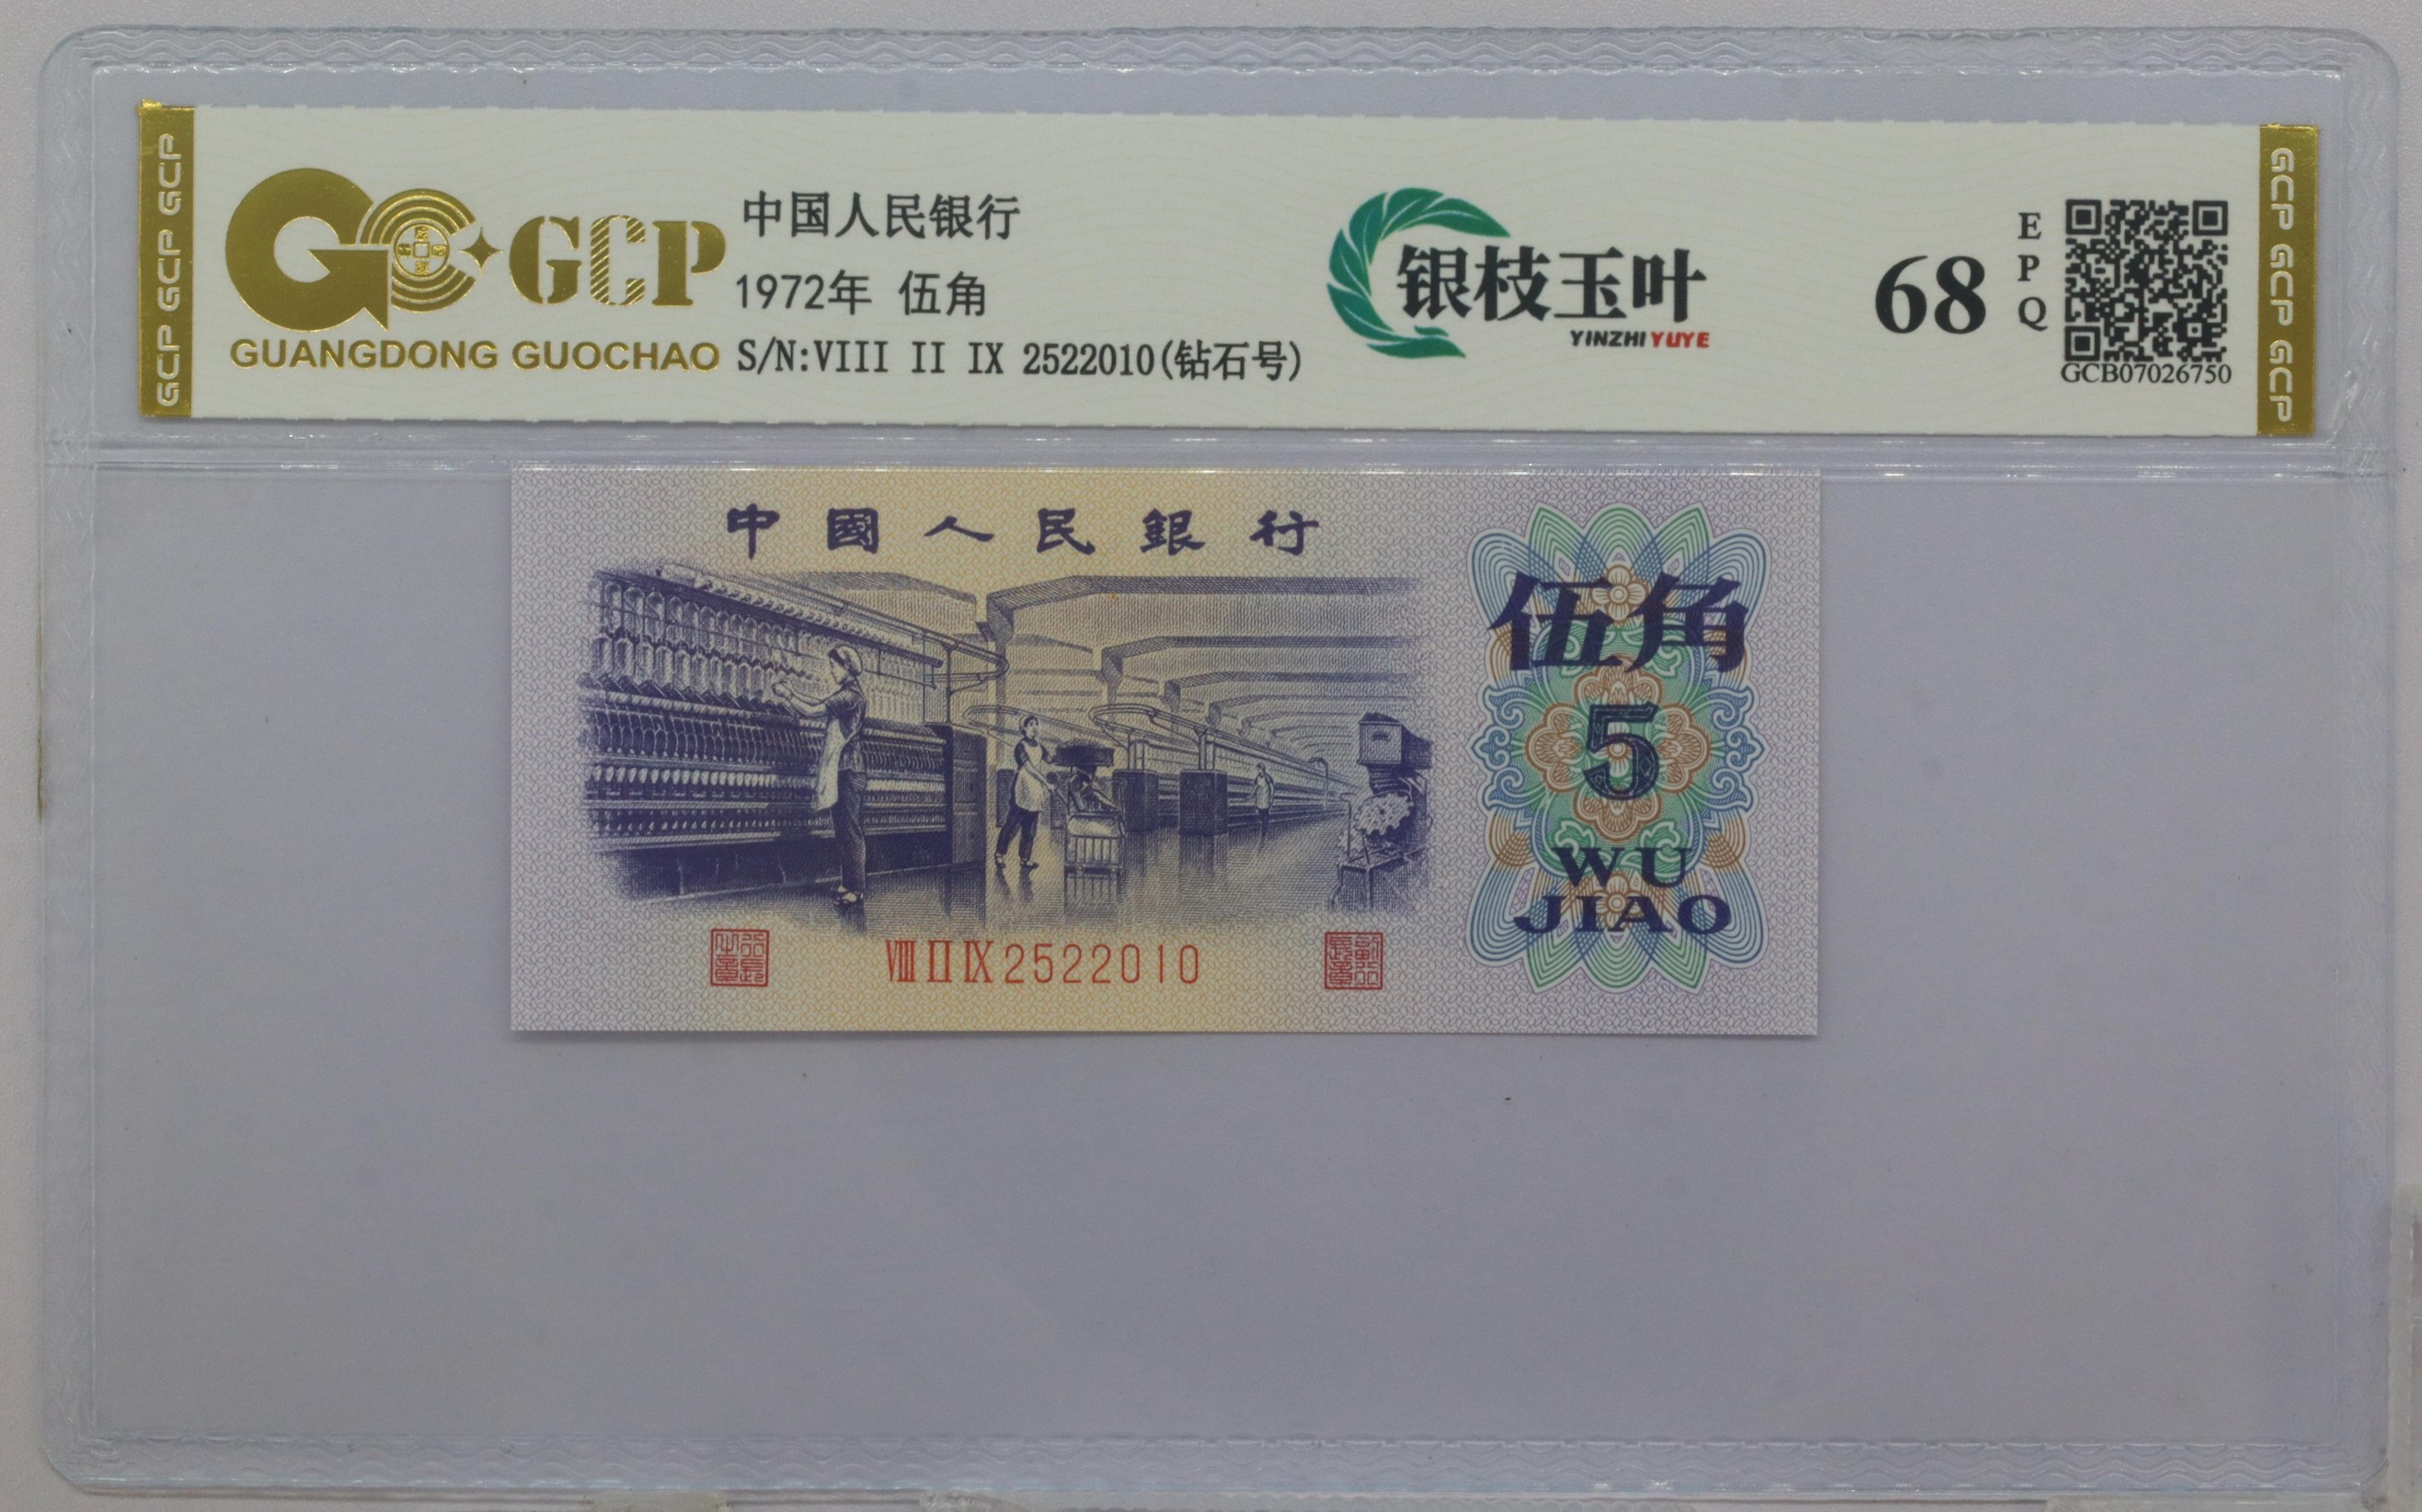 GCP GCP GCP
GCP
GUANGDONG GUOCHAO
中国人民银行
1972年 伍角
S/N:VIII II IX 2522010(钻石号)
银枝玉叶
YINZHI YUYE
68
EPQ
GCB07026750
GCP GCP GCP
中國人民銀行
伍角
5
WU
JIAO
VIII II IX 2522010